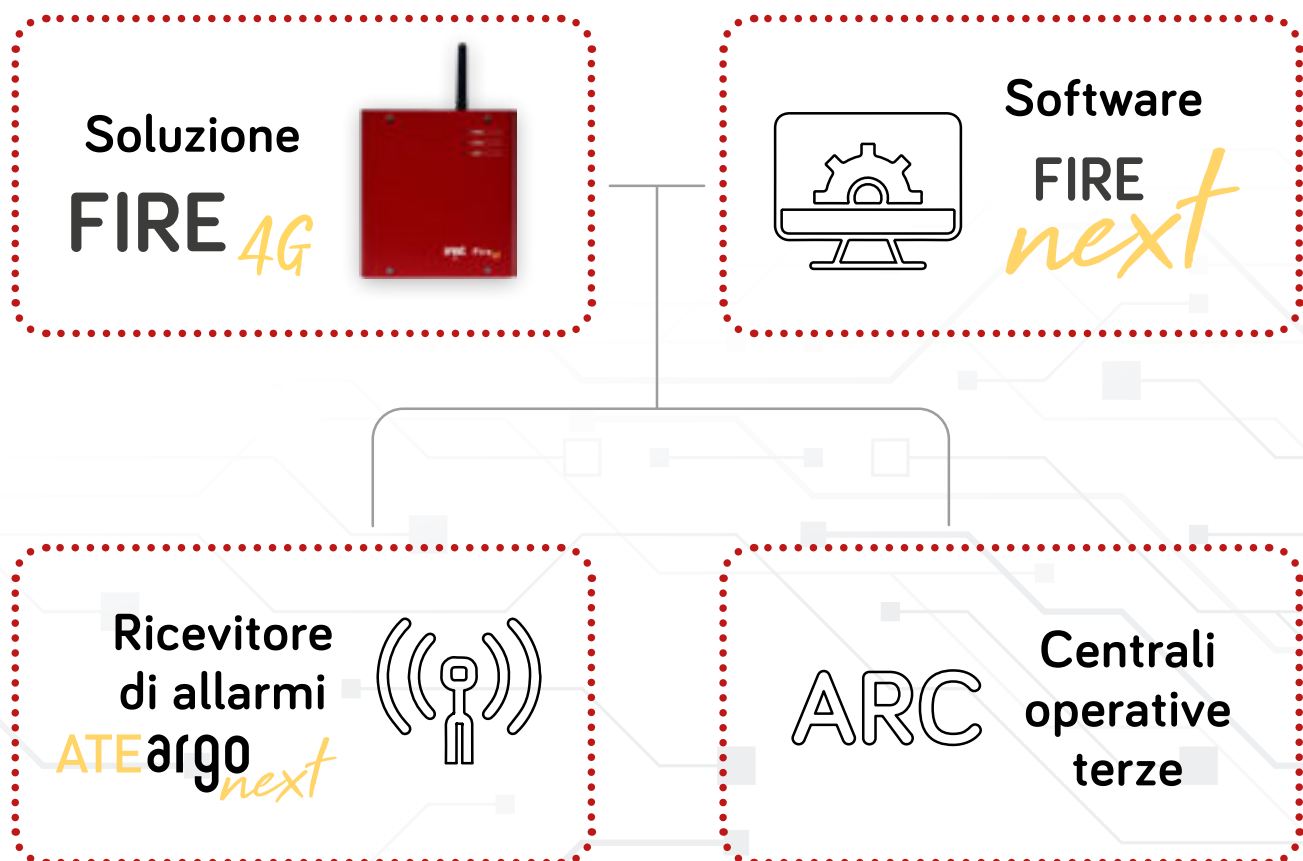 Soluzione
FIRE 4G
Software
FIRE
next
Ricevitore
di allarmi
ATEargo
next
ARC
Centrali
operative
terze